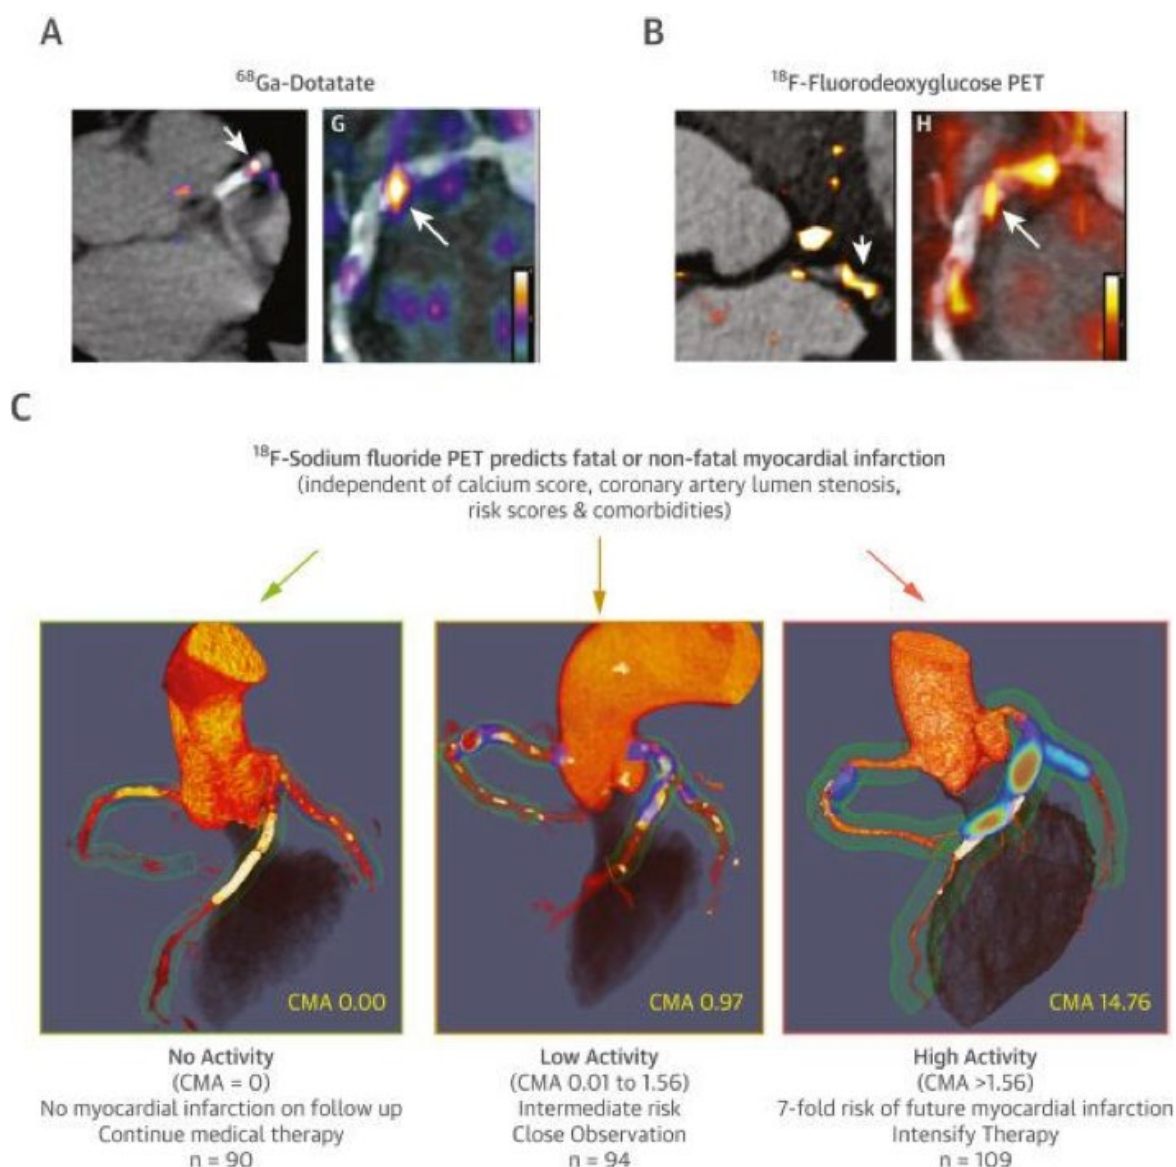 A
B
⁶⁸Ga-Dotatate
¹⁸F-Fluorodeoxyglucose PET
G
H
C
¹⁸F-Sodium fluoride PET predicts fatal or non-fatal myocardial infarction
(independent of calcium score, coronary artery lumen stenosis,
risk scores & comorbidities)
CMA 0.00
CMA 0.97
CMA 14.76
No Activity
(CMA = 0)
No myocardial infarction on follow up
Continue medical therapy
n = 90
Low Activity
(CMA 0.01 to 1.56)
Intermediate risk
Close Observation
n = 94
High Activity
(CMA >1.56)
7-fold risk of future myocardial infarction
Intensify Therapy
n = 109